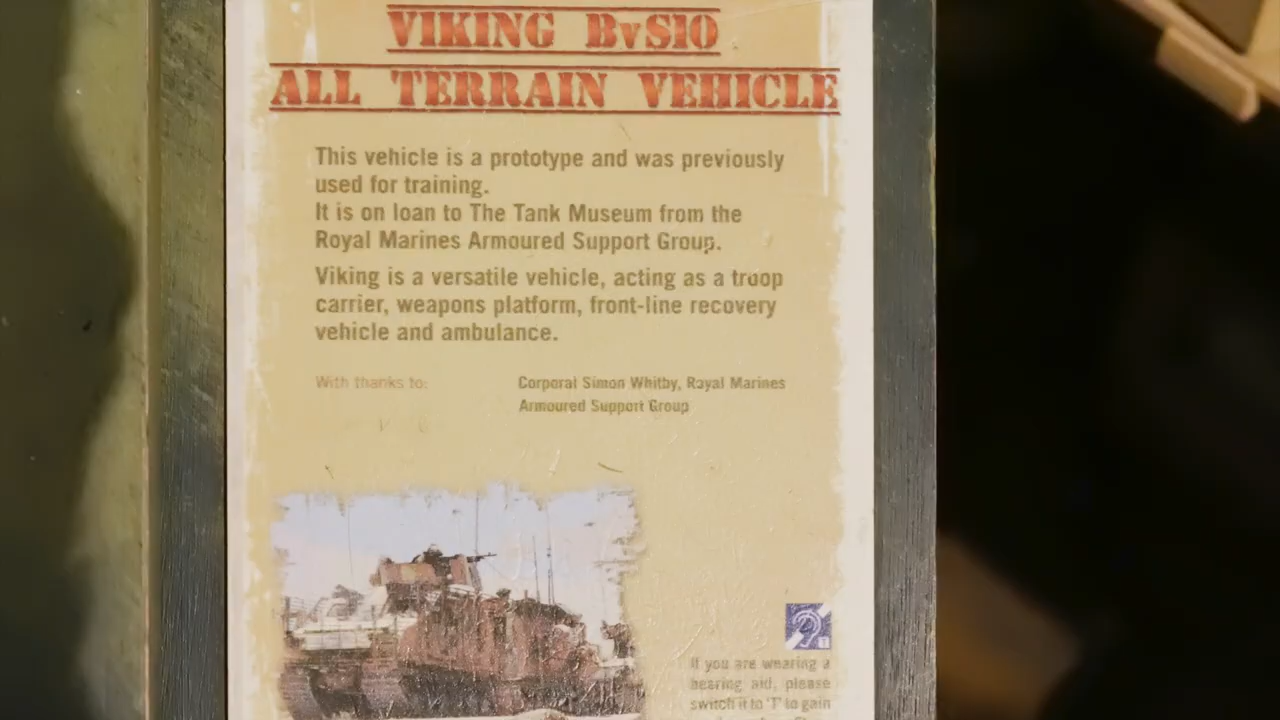 VIKING BvS10
ALL TERRAIN VEHICLE
This vehicle is a prototype and was previously
used for training.
It is on loan to The Tank Museum from the
Royal Marines Armoured Support Group.
Viking is a versatile vehicle, acting as a troop
carrier, weapons platform, front-line recovery
vehicle and ambulance.
With thanks to:
Corporal Simon Whitby, Royal Marines
Armoured Support Group
If you are wearing a
hearing aid, please
switch it to 'T' to gain